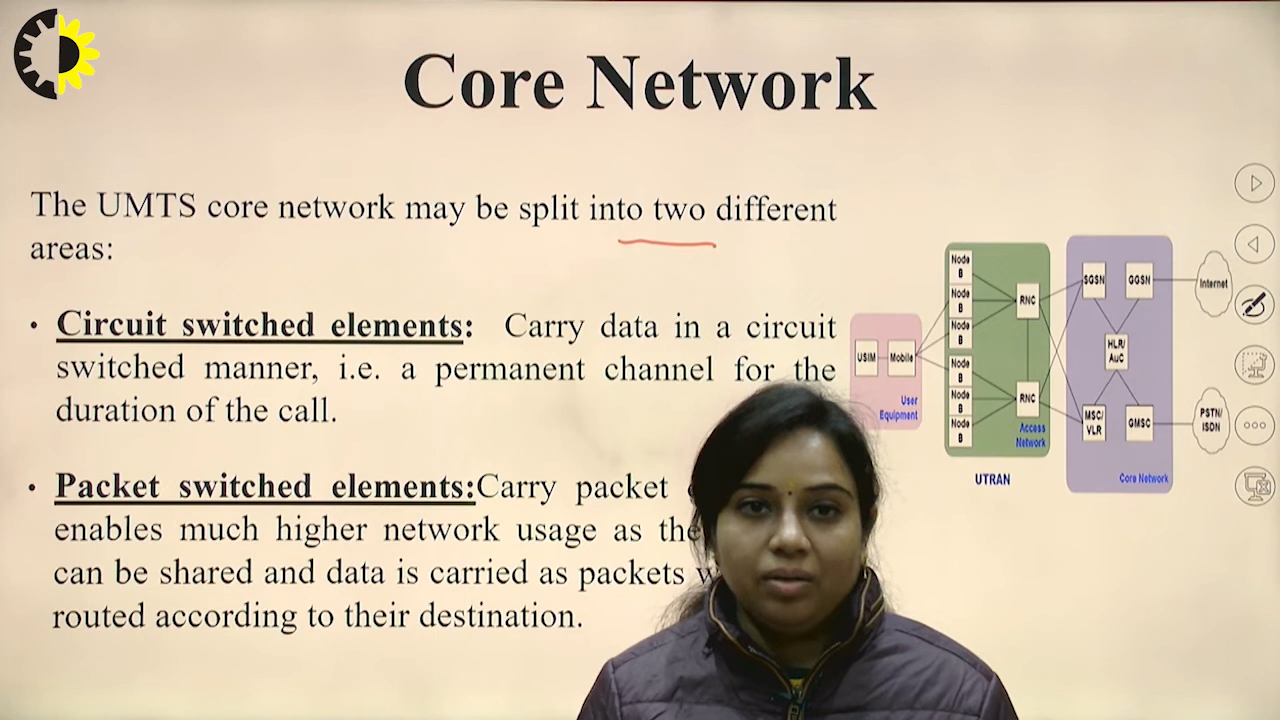 Core Network
The UMTS core network may be split into two different
areas:
• Circuit switched elements: Carry data in a circuit
switched manner, i.e. a permanent channel for the
duration of the call.
• Packet switched elements:Carry packet
enables much higher network usage as the
can be shared and data is carried as packets
routed according to their destination.
Node B
Node B
Node B
Node B
Node B
Node B
RNC
RNC
Access Network
UTRAN
USIM
Mobile
User Equipment
SGSN
GGSN
HLR/ AuC
MSC/ VLR
GMSC
Core Network
Internet
PSTN/ ISDN